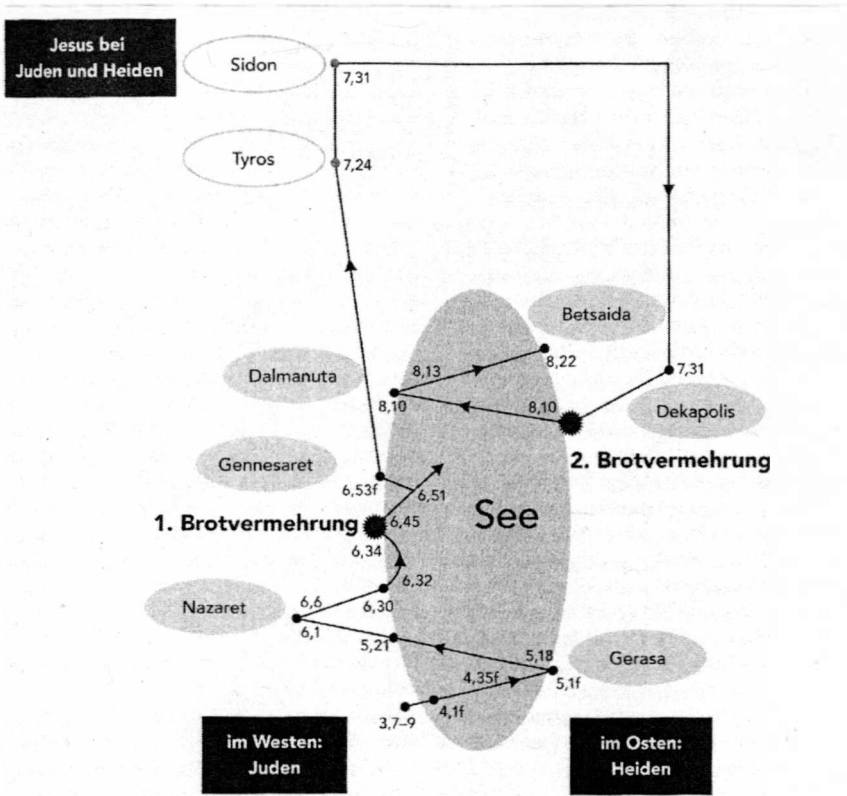 Jesus bei
Juden und Heiden
Sidon
7,31
Tyros
7,24
Betsaida
8,13
8,22
Dalmanuta
7,31
8,10
8,10
Dekapolis
Gennesaret
2. Brotvermehrung
6,53f
6,51
See
1. Brotvermehrung
6,45
6,34
6,32
Nazaret
6,6
6,30
6,1
5,21
5,18
Gerasa
4,35f
5,1f
4,1f
3,7–9
im Westen:
Juden
im Osten:
Heiden